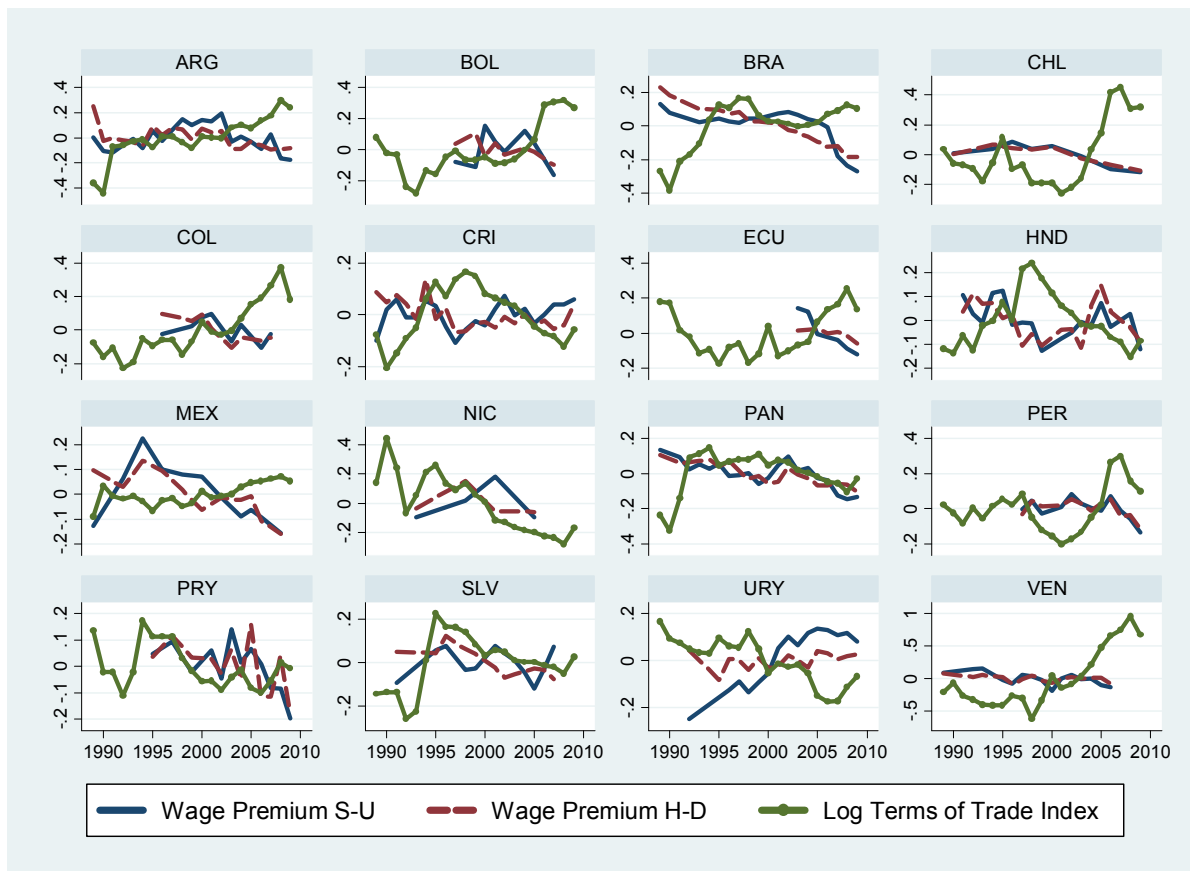 ARG BOL BRA CHL
.4 .2 0 -.2 -.4
.4 .2 0 -.2
.2 0 -.2 -.4
.4 .2 0 -.2
COL CRI ECU HND
.4 .2 0 -.2
.2 0 -.2
.4 .2 0 -.2
.2 .1 0 -.1 -.2
MEX NIC PAN PER
.2 .1 0 -.1 -.2
.4 .2 0 -.2
.2 0 -.2 -.4
.4 .2 0 -.2
PRY SLV URY VEN
.2 .1 0 -.1 -.2
.2 0 -.2
.2 0 -.2
1 .5 0 -.5
1990 1995 2000 2005 2010 1990 1995 2000 2005 2010 1990 1995 2000 2005 2010 1990 1995 2000 2005 2010
Wage Premium S-U Wage Premium H-D Log Terms of Trade Index